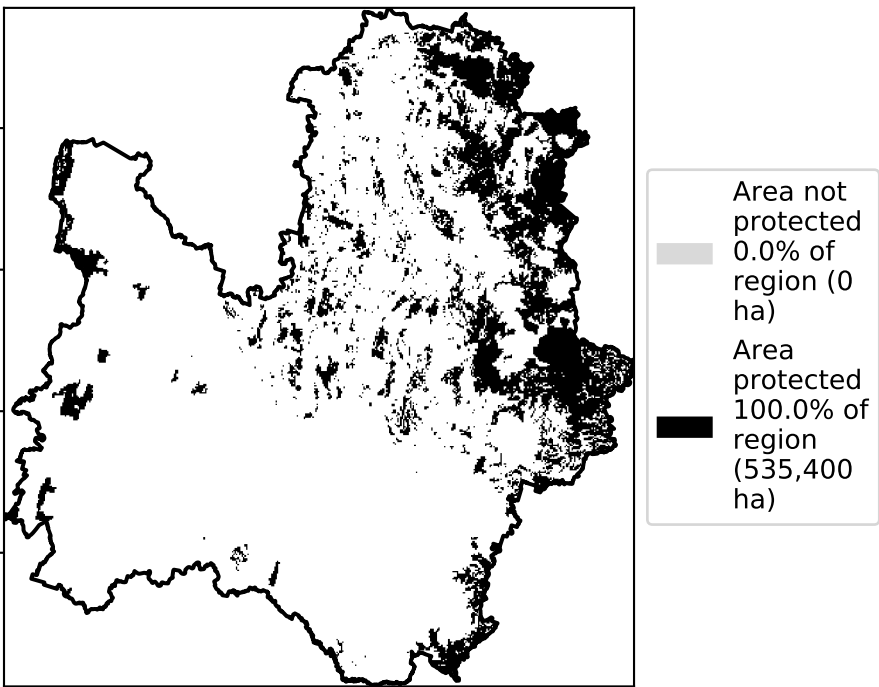 Area not
protected
0.0% of
region (0
ha)
Area
protected
100.0% of
region
(535,400
ha)